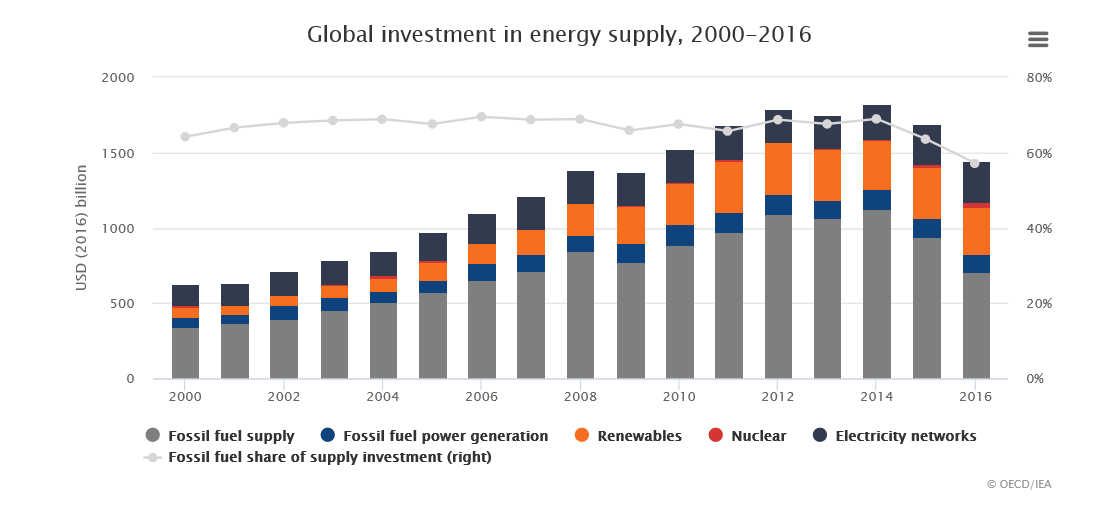 Global investment in energy supply, 2000-2016
2000
80%
1500
60%
1000
40%
500
20%
0
0%
USD (2016) billion
2000 2002 2004 2006 2008 2010 2012 2014 2016
Fossil fuel supply Fossil fuel power generation Renewables Nuclear Electricity networks
Fossil fuel share of supply investment (right)
© OECD/IEA